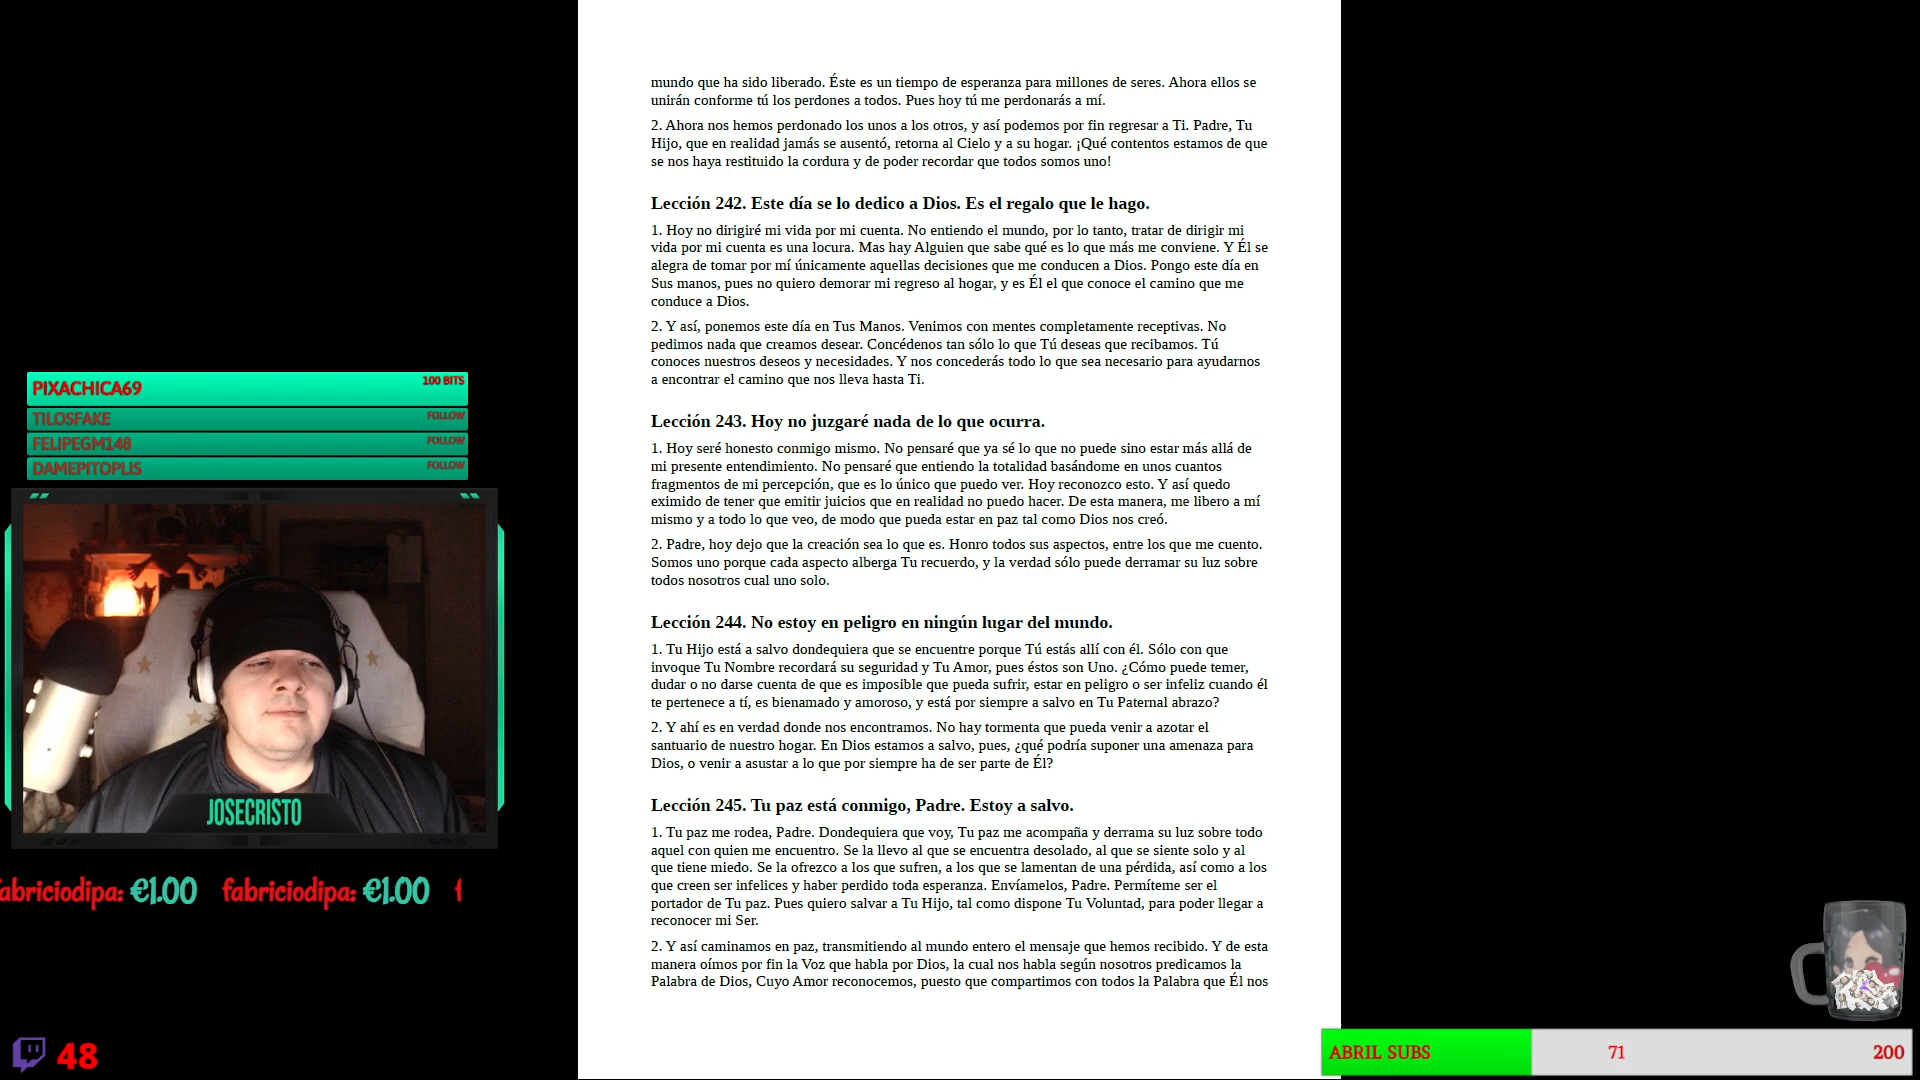 mundo que ha sido liberado. Éste es un tiempo de esperanza para millones de seres. Ahora ellos se
unirán conforme tú los perdones a todos. Pues hoy tú me perdonarás a mí.
2. Ahora nos hemos perdonado los unos a los otros, y así podemos por fin regresar a Ti. Padre, Tu
Hijo, que en realidad jamás se ausentó, retorna al Cielo y a su hogar. ¡Qué contentos estamos de que
se nos haya restituido la cordura y de poder recordar que todos somos uno!
Lección 242. Este día se lo dedico a Dios. Es el regalo que le hago.
1. Hoy no dirigiré mi vida por mi cuenta. No entiendo el mundo, por lo tanto, tratar de dirigir mi
vida por mi cuenta es una locura. Mas hay Alguien que sabe qué es lo que más me conviene. Y Él se
alegra de tomar por mí únicamente aquellas decisiones que me conducen a Dios. Pongo este día en
Sus manos, pues no quiero demorar mi regreso al hogar, y es Él el que conoce el camino que me
conduce a Dios.
2. Y así, ponemos este día en Tus Manos. Venimos con mentes completamente receptivas. No
pedimos nada que creamos desear. Concédenos tan sólo lo que Tú deseas que recibamos. Tú
conoces nuestros deseos y necesidades. Y nos concederás todo lo que sea necesario para ayudarnos
a encontrar el camino que nos lleva hasta Ti.
Lección 243. Hoy no juzgaré nada de lo que ocurra.
1. Hoy seré honesto conmigo mismo. No pensaré que ya sé lo que no puede sino estar más allá de
mi presente entendimiento. No pensaré que entiendo la totalidad basándome en unos cuantos
fragmentos de mi percepción, que es lo único que puedo ver. Hoy reconozco esto. Y así quedo
eximido de tener que emitir juicios que en realidad no puedo hacer. De esta manera, me libero a mí
mismo y a todo lo que veo, de modo que pueda estar en paz tal como Dios nos creó.
2. Padre, hoy dejo que la creación sea lo que es. Honro todos sus aspectos, entre los que me cuento.
Somos uno porque cada aspecto alberga Tu recuerdo, y la verdad sólo puede derramar su luz sobre
todos nosotros cual uno solo.
Lección 244. No estoy en peligro en ningún lugar del mundo.
1. Tu Hijo está a salvo dondequiera que se encuentre porque Tú estás allí con él. Sólo con que
invoque Tu Nombre recordará su seguridad y Tu Amor, pues éstos son Uno. ¿Cómo puede temer,
dudar o no darse cuenta de que es imposible que pueda sufrir, estar en peligro o ser infeliz cuando él
te pertenece a tí, es bienamado y amoroso, y está por siempre a salvo en Tu Paternal abrazo?
2. Y ahí es en verdad donde nos encontramos. No hay tormenta que pueda venir a azotar el
santuario de nuestro hogar. En Dios estamos a salvo, pues, ¿qué podría suponer una amenaza para
Dios, o venir a asustar a lo que por siempre ha de ser parte de Él?
Lección 245. Tu paz está conmigo, Padre. Estoy a salvo.
1. Tu paz me rodea, Padre. Dondequiera que voy, Tu paz me acompaña y derrama su luz sobre todo
aquel con quien me encuentro. Se la llevo al que se encuentra desolado, al que se siente solo y al
que tiene miedo. Se la ofrezco a los que sufren, a los que se lamentan de una pérdida, así como a los
que creen ser infelices y haber perdido toda esperanza. Envíamelos, Padre. Permíteme ser el
portador de Tu paz. Pues quiero salvar a Tu Hijo, tal como dispone Tu Voluntad, para poder llegar a
reconocer mi Ser.
2. Y así caminamos en paz, transmitiendo al mundo entero el mensaje que hemos recibido. Y de esta
manera oímos por fin la Voz que habla por Dios, la cual nos habla según nosotros predicamos la
Palabra de Dios, Cuyo Amor reconocemos, puesto que compartimos con todos la Palabra que Él nos
PIXACHICA69 100 BITS
TILOSFAKE FOLLOW
FELIPEGM148 FOLLOW
DAMEPITOPLIS FOLLOW
JOSECRISTO
abriciodipa: €1.00 fabriciodipa: €1.00 f
48
ABRIL SUBS 71 200